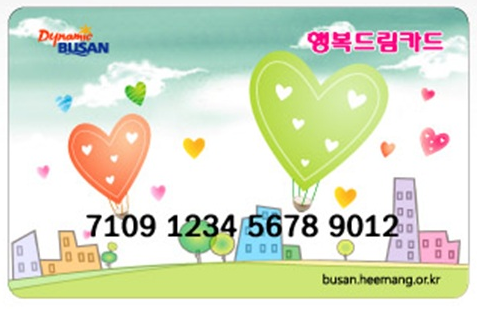 Dynamic
BUSAN
행복드림카드
7109 1234 5678 9012
busan.heemang.or.kr